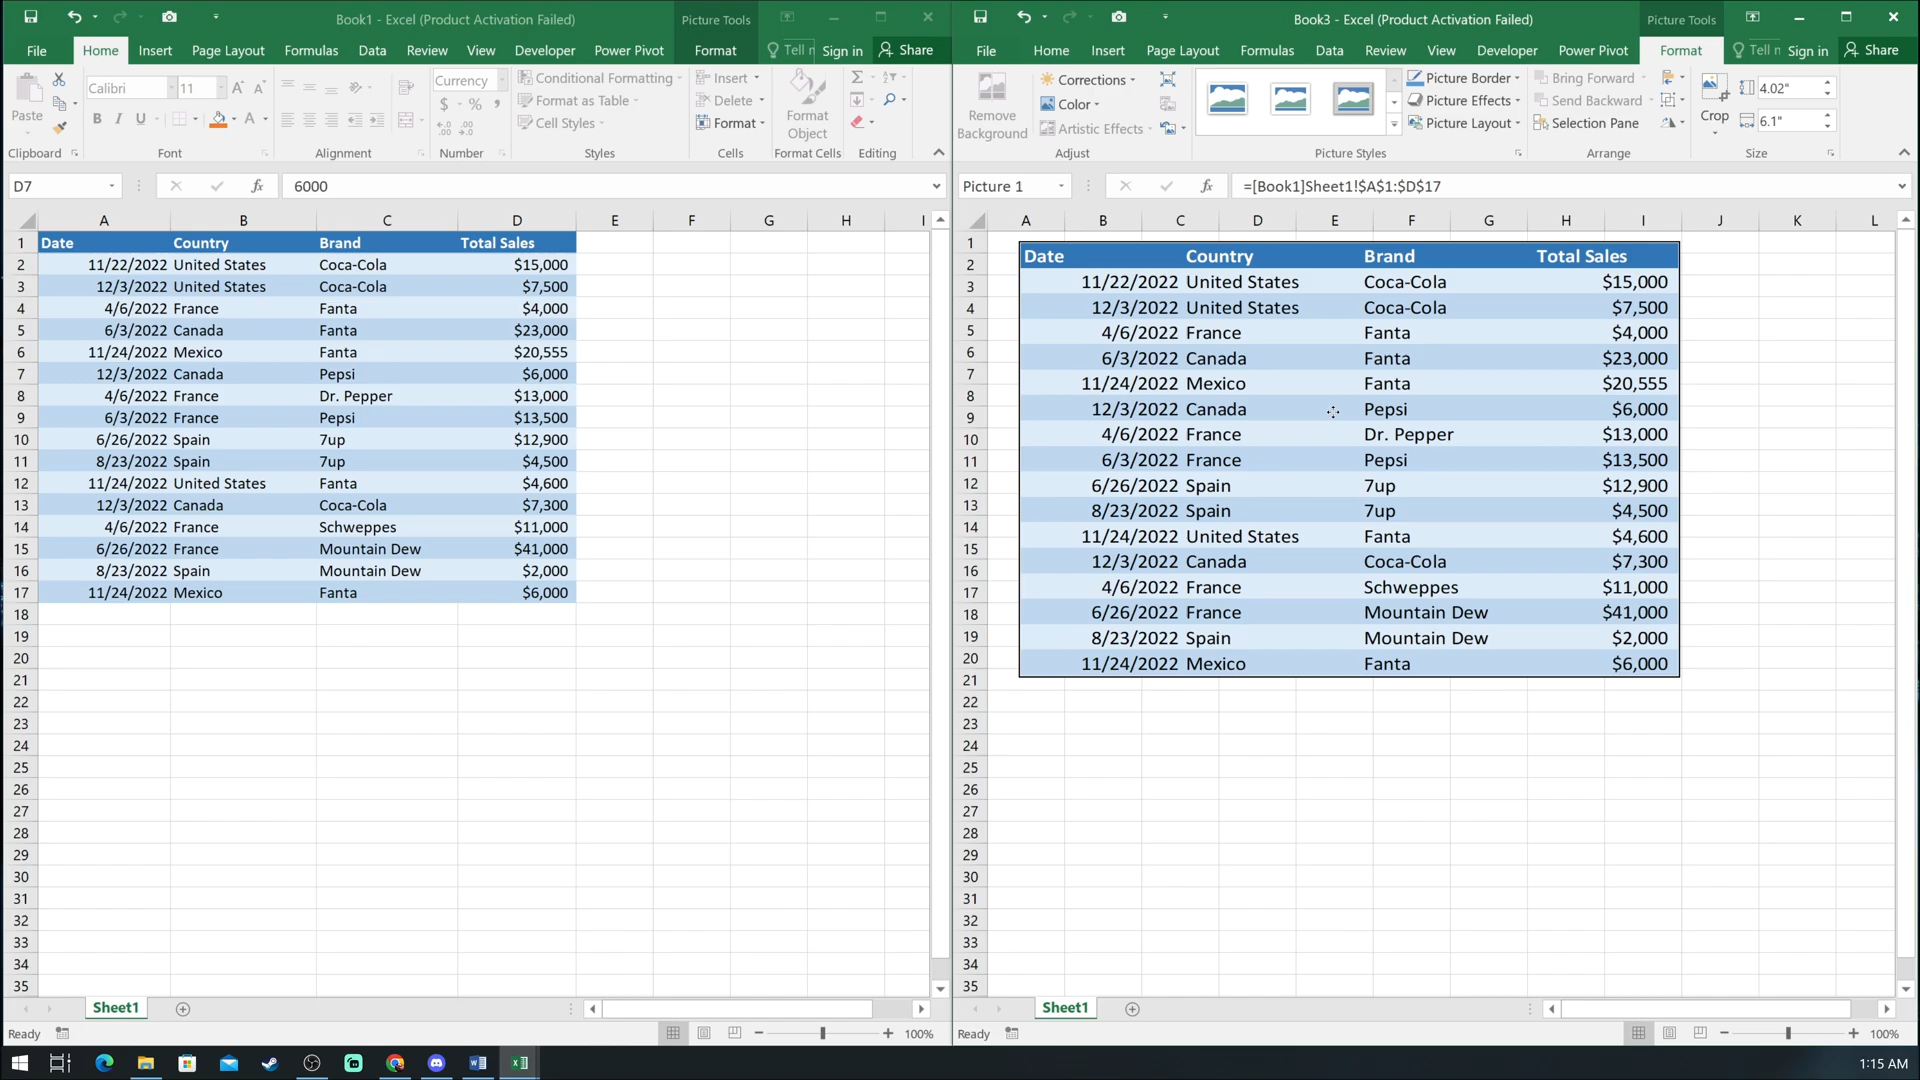 Book1 - Excel (Product Activation Failed)
Picture Tools
File Home Insert Page Layout Formulas Data Review View Developer Power Pivot Format Tell Sign in Share
Paste
Calibri 11
B I U
Currency
$ %
Conditional Formatting
Format as Table
Cell Styles
Insert
Delete
Format
Format Object
Clipboard Font Alignment Number Styles Cells Format Cells Editing
D7 fx 6000
A B C D E F G H I
1 Date Country Brand Total Sales
2 11/22/2022 United States Coca-Cola $15,000
3 12/3/2022 United States Coca-Cola $7,500
4 4/6/2022 France Fanta $4,000
5 6/3/2022 Canada Fanta $23,000
6 11/24/2022 Mexico Fanta $20,555
7 12/3/2022 Canada Pepsi $6,000
8 4/6/2022 France Dr. Pepper $13,000
9 6/3/2022 France Pepsi $13,500
10 6/26/2022 Spain 7up $12,900
11 8/23/2022 Spain 7up $4,500
12 11/24/2022 United States Fanta $4,600
13 12/3/2022 Canada Coca-Cola $7,300
14 4/6/2022 France Schweppes $11,000
15 6/26/2022 France Mountain Dew $41,000
16 8/23/2022 Spain Mountain Dew $2,000
17 11/24/2022 Mexico Fanta $6,000
18
19
20
21
22
23
24
25
26
27
28
29
30
31
32
33
34
35
Sheet1
Ready 100%
Book3 - Excel (Product Activation Failed)
Picture Tools
File Home Insert Page Layout Formulas Data Review View Developer Power Pivot Format Tell Sign in Share
Remove Background
Corrections
Color
Artistic Effects
Picture Border
Picture Effects
Picture Layout
Bring Forward
Send Backward
Selection Pane
Crop
4.02"
6.1"
Adjust Picture Styles Arrange Size
Picture 1 fx =[Book1]Sheet1!$A$1:$D$17
A B C D E F G H I J K L
1
2
3
4
5
6
7
8
9
10
11
12
13
14
15
16
17
18
19
20
21
22
23
24
25
26
27
28
29
30
31
32
33
34
35
Date Country Brand Total Sales
11/22/2022 United States Coca-Cola $15,000
12/3/2022 United States Coca-Cola $7,500
4/6/2022 France Fanta $4,000
6/3/2022 Canada Fanta $23,000
11/24/2022 Mexico Fanta $20,555
12/3/2022 Canada Pepsi $6,000
4/6/2022 France Dr. Pepper $13,000
6/3/2022 France Pepsi $13,500
6/26/2022 Spain 7up $12,900
8/23/2022 Spain 7up $4,500
11/24/2022 United States Fanta $4,600
12/3/2022 Canada Coca-Cola $7,300
4/6/2022 France Schweppes $11,000
6/26/2022 France Mountain Dew $41,000
8/23/2022 Spain Mountain Dew $2,000
11/24/2022 Mexico Fanta $6,000
Sheet1
Ready 100%
1:15 AM